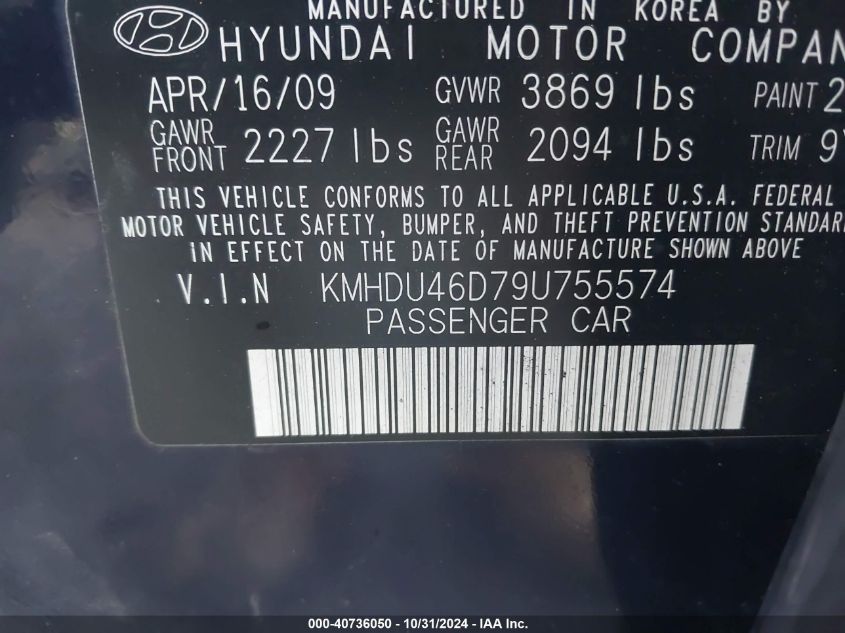 MANUFACTURED IN KOREA BY
HYUNDAI MOTOR COMPAN
APR/16/09 GVWR 3869 lbs PAINT 2
GAWR FRONT 2227 lbs GAWR REAR 2094 lbs TRIM 9Y
THIS VEHICLE CONFORMS TO ALL APPLICABLE U.S.A. FEDERAL
MOTOR VEHICLE SAFETY, BUMPER, AND THEFT PREVENTION STANDAR
IN EFFECT ON THE DATE OF MANUFACTURE SHOWN ABOVE.
V.I.N KMHDU46D79U755574
PASSENGER CAR
000-40736050 - 10/31/2024 - IAA Inc.